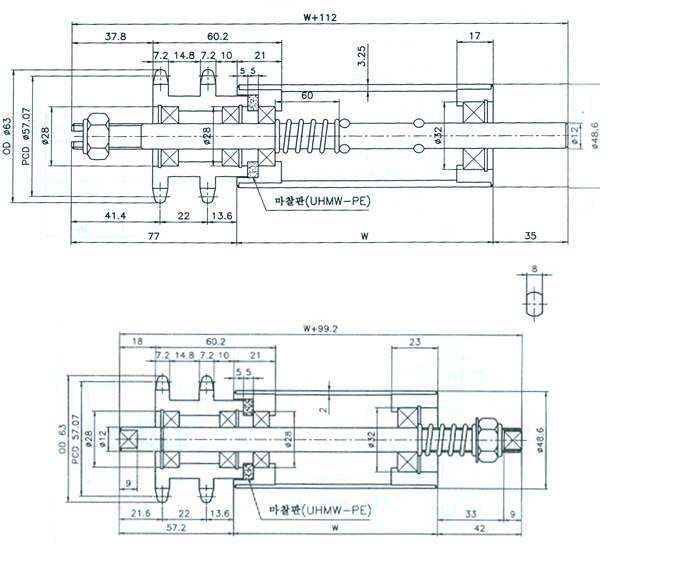 W+112
37.8
60.2
17
7.2
14.8
7.2
10
21
5
5
3.25
60
OD ø63
PCD ø57.07
ø28
ø28
ø32
ø12
ø48.6
마찰판(UHMW-PE)
41.4
22
13.6
77
W
35
8
W+99.2
18
60.2
23
7.2
14.8
7.2
10
21
5
5
2
OD 63
PCD 57.07
ø28
ø12
ø28
ø32
ø48.6
9
마찰판(UHMW-PE)
21.6
22
13.6
33
9
57.2
W
42